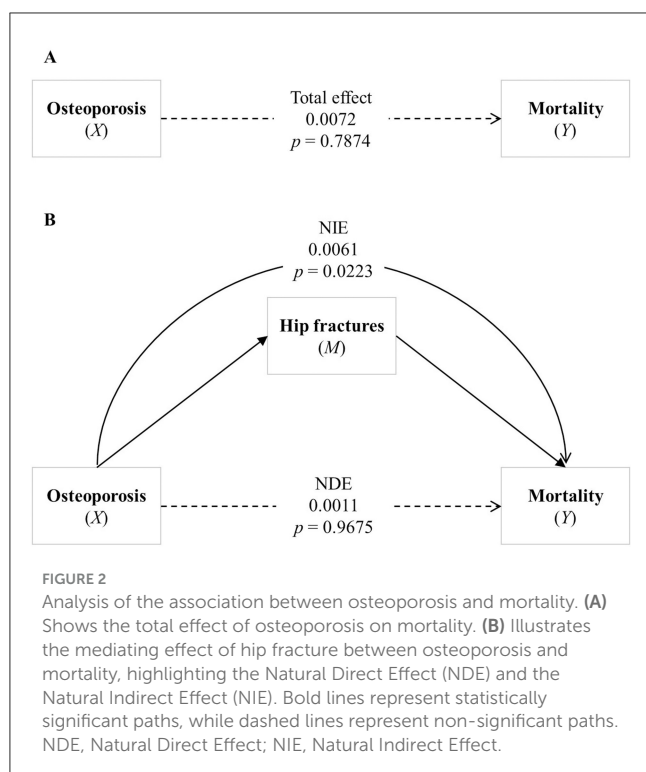 A
Osteoporosis
(X)
Total effect
0.0072
p = 0.7874
Mortality
(Y)
B
NIE
0.0061
p = 0.0223
Hip fractures
(M)
Osteoporosis
(X)
NDE
0.0011
p = 0.9675
Mortality
(Y)
FIGURE 2
Analysis of the association between osteoporosis and mortality. (A)
Shows the total effect of osteoporosis on mortality. (B) Illustrates
the mediating effect of hip fracture between osteoporosis and
mortality, highlighting the Natural Direct Effect (NDE) and the
Natural Indirect Effect (NIE). Bold lines represent statistically
significant paths, while dashed lines represent non-significant paths.
NDE, Natural Direct Effect; NIE, Natural Indirect Effect.